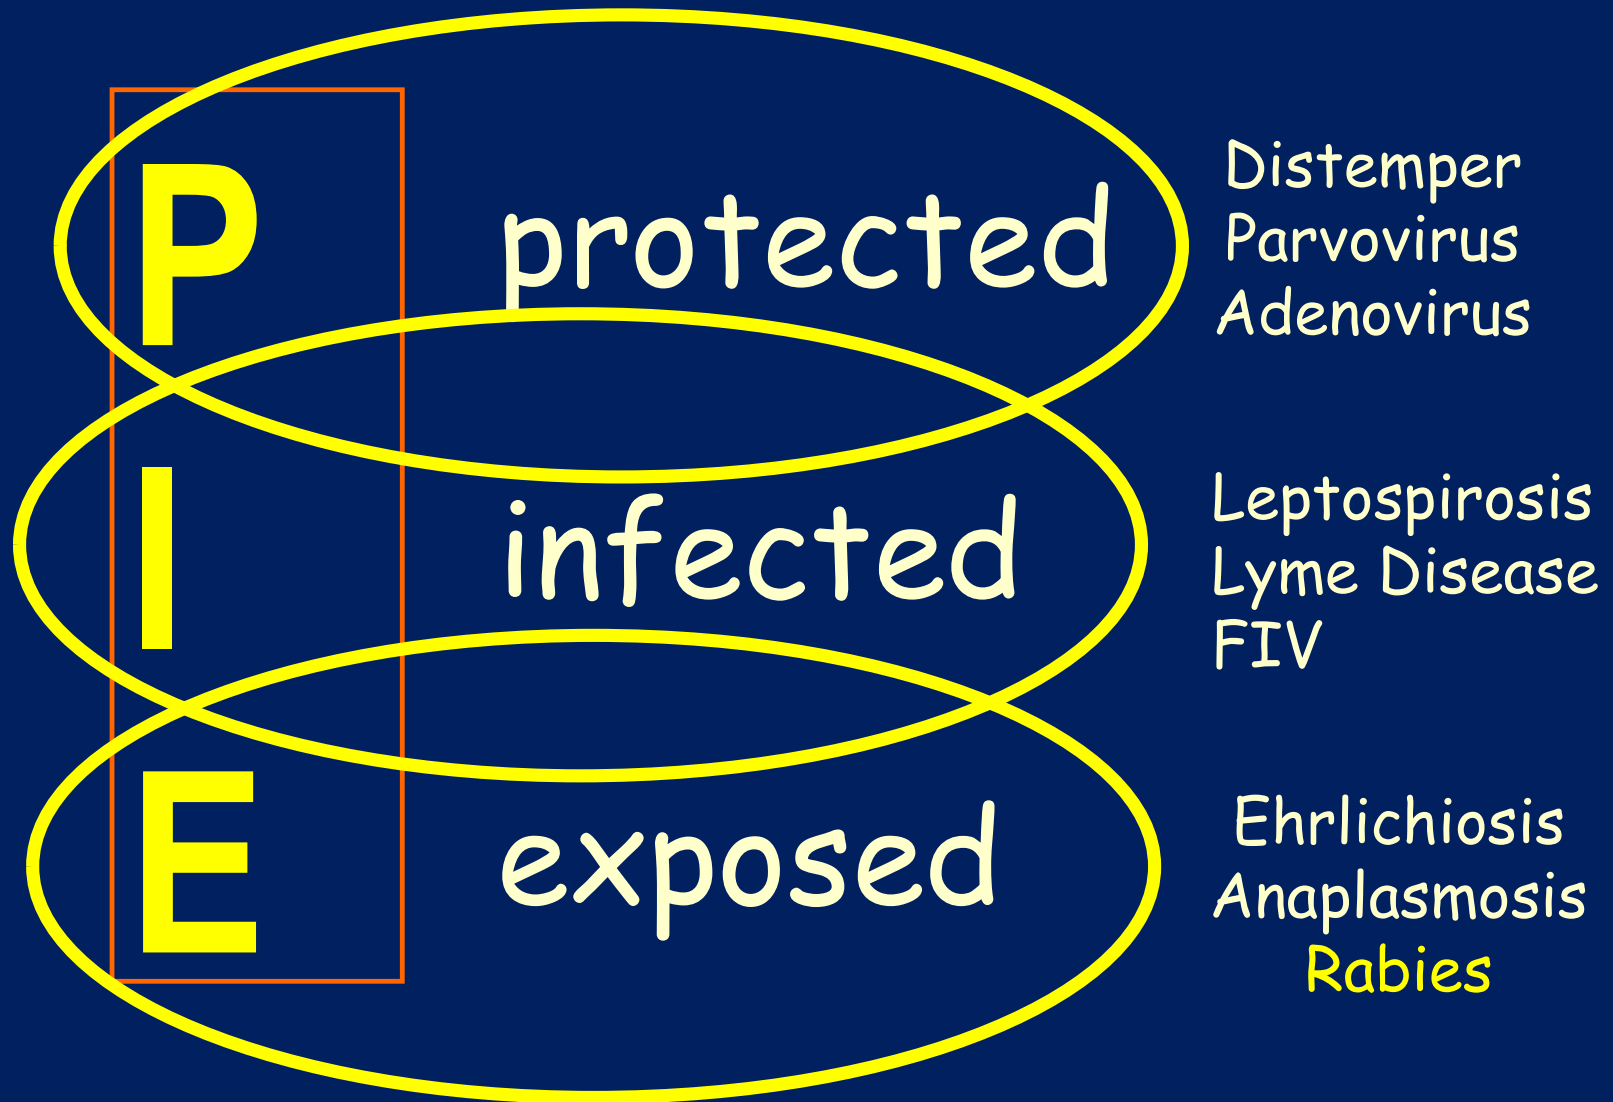 P protected
Distemper
Parvovirus
Adenovirus
I infected
Leptospirosis
Lyme Disease
FIV
E exposed
Ehrlichiosis
Anaplasmosis
Rabies